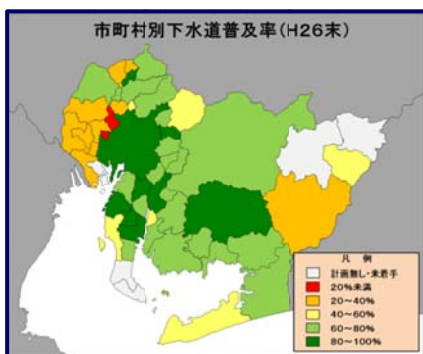 市町村別下水道普及率(H26末)
凡 例
計画無し・未着手
20%未満
20～40%
40～60%
60～80%
80～100%